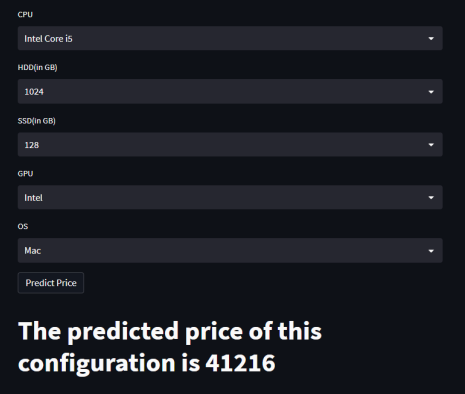 CPU
Intel Core i5
HDD(in GB)
1024
SSD(in GB)
128
GPU
Intel
OS
Mac
Predict Price
The predicted price of this
configuration is 41216